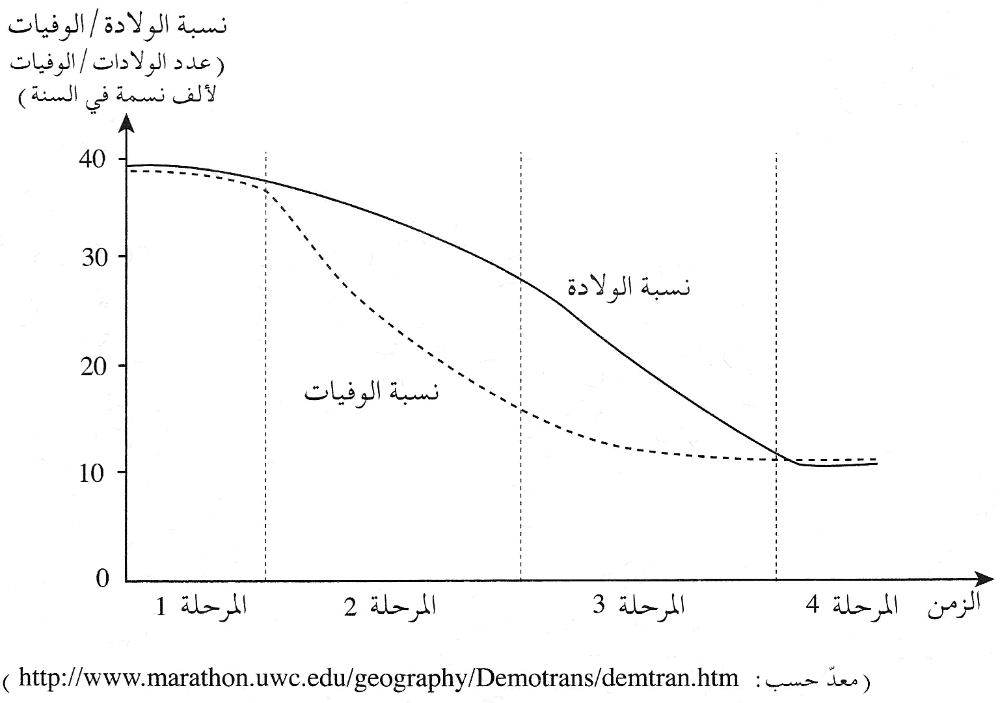 نسبة الولادة/الوفيات
(عدد الولادات/الوفيات
لألف نسمة في السنة)
40
30
20
10
0
نسبة الولادة
نسبة الوفيات
المرحلة 1
المرحلة 2
المرحلة 3
المرحلة 4
الزمن
(معدّ حسب: http://www.marathon.uwc.edu/geography/Demotrans/demtran.htm)